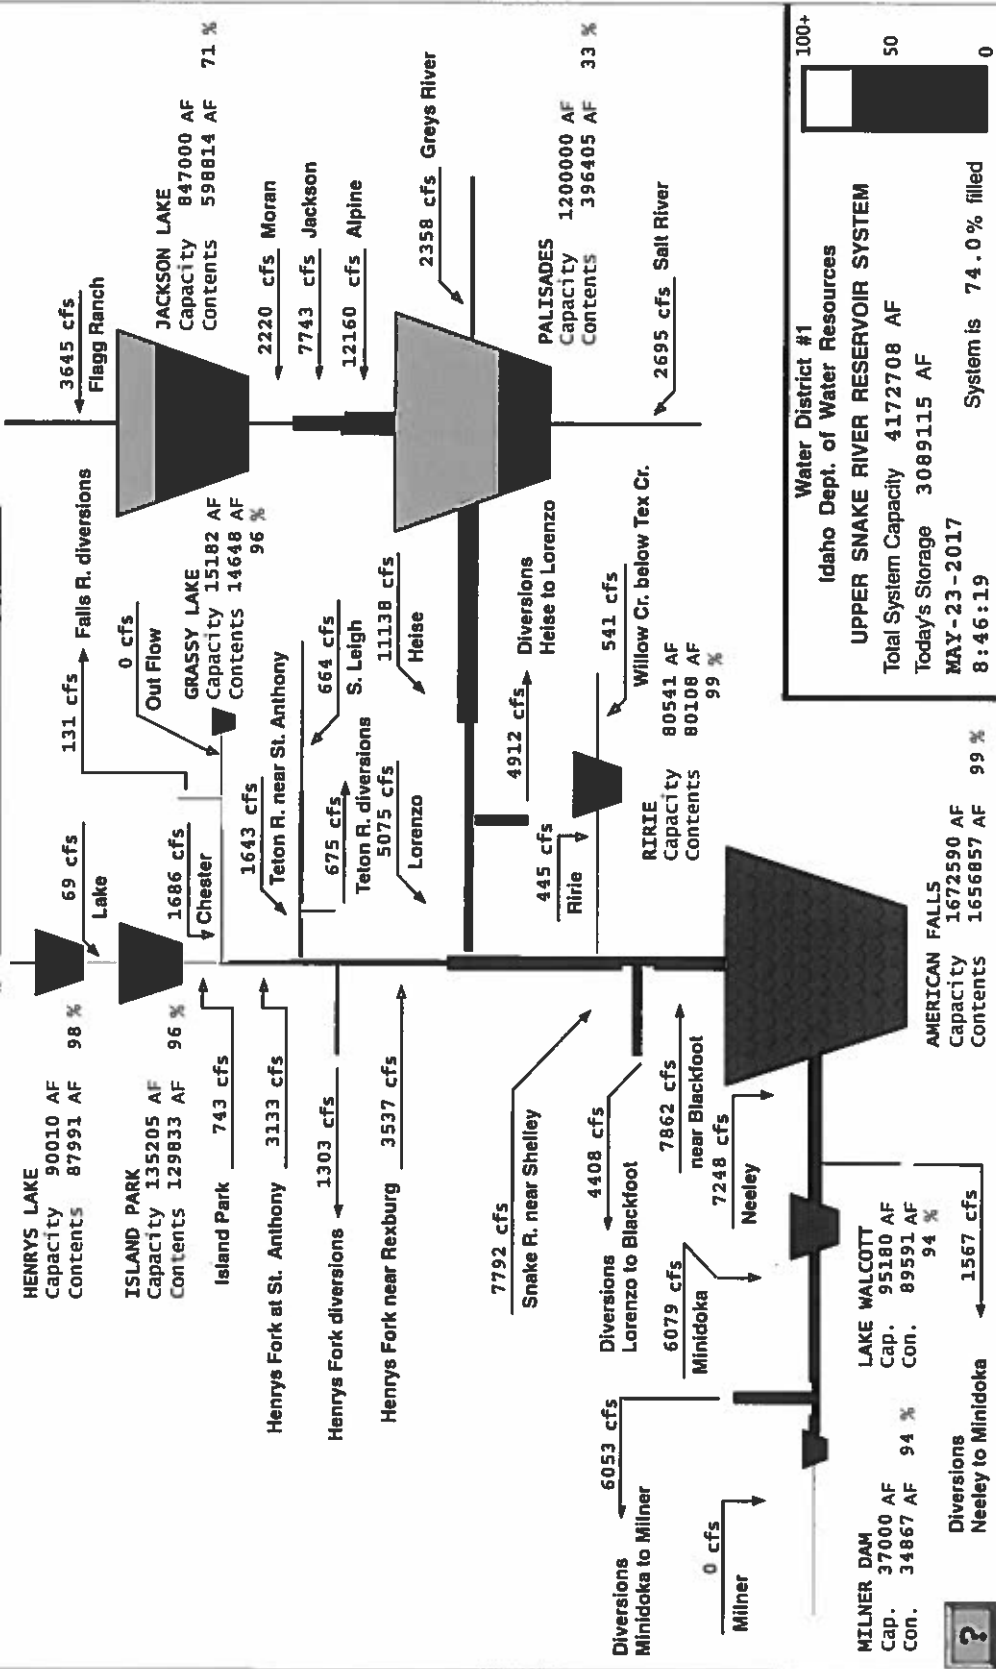 HENRYS LAKE
Capacity 90010 AF
Contents 87991 AF 98 %
69 cfs
Lake
ISLAND PARK
Capacity 135205 AF
Contents 129833 AF 96 %
Island Park 743 cfs
1686 cfs
Chester
131 cfs Falls R. diversions
0 cfs
Out Flow
GRASSY LAKE
Capacity 15182 AF
Contents 14648 AF
96 %
3645 cfs
Flagg Ranch
JACKSON LAKE
Capacity 847000 AF
Contents 598814 AF 71 %
2220 cfs Moran
7743 cfs Jackson
12160 cfs Alpine
2358 cfs Greys River
PALISADES
Capacity 1200000 AF
Contents 396405 AF 33 %
2695 cfs Salt River
Henrys Fork at St. Anthony 3133 cfs
1643 cfs
Teton R. near St. Anthony
664 cfs
S. Leigh
Henrys Fork diversions 1303 cfs
675 cfs
Teton R. diversions
Henrys Fork near Rexburg 3537 cfs
5075 cfs
Lorenzo
11138 cfs
Heise
4912 cfs Diversions
Heise to Lorenzo
7792 cfs
Snake R. near Shelley
445 cfs
Ririe
541 cfs
Willow Cr. below Tex Cr.
RIRIE
Capacity 80541 AF
Contents 80108 AF
99 %
Diversions 4408 cfs
Lorenzo to Blackfoot
7862 cfs
near Blackfoot
7248 cfs
Neeley
6079 cfs
Minidoka
6053 cfs
Diversions
Minidoka to Milner
0 cfs
Milner
MILNER DAM
Cap. 37000 AF
Con. 34867 AF 94 %
LAKE WALCOTT
Cap. 95180 AF
Con. 89591 AF
94 %
AMERICAN FALLS
Capacity 1672590 AF
Contents 1656857 AF 99 %
Diversions
Neeley to Minidoka 1567 cfs
?
Water District #1
Idaho Dept. of Water Resources
UPPER SNAKE RIVER RESERVOIR SYSTEM
Total System Capacity 4172708 AF
Today's Storage 3089115 AF
MAY-23-2017
8:46:19 System is 74.0% filled
100+
50
0